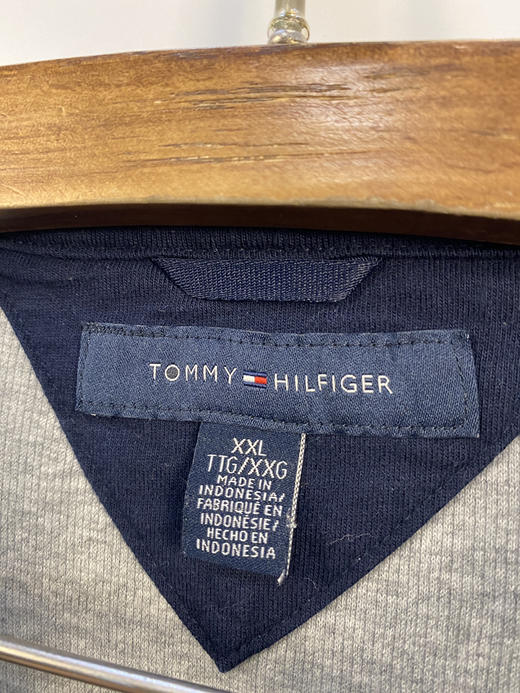 TOMMY HILFIGER
XXL
TTG/XXG
MADE IN
INDONESIA/
FABRIQUÉ EN
INDONÉSIE/
HECHO EN
INDONESIA